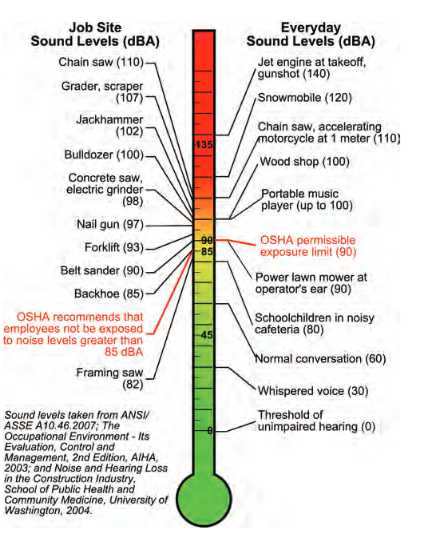 Job Site
Sound Levels (dBA)
Chain saw (110)
Grader, scraper
(107)
Jackhammer
(102)
Bulldozer (100)
Concrete saw,
electric grinder
(98)
Nail gun (97)
Forklift (93)
Belt sander (90)
Backhoe (85)
OSHA recommends that
employees not be exposed
to noise levels greater than
85 dBA
Framing saw
(82)
Sound levels taken from ANSI/
ASSE A10.46.2007; The
Occupational Environment - Its
Evaluation, Control and
Management, 2nd Edition, AIHA,
2003; and Noise and Hearing Loss
in the Construction Industry,
School of Public Health and
Community Medicine, University of
Washington, 2004.
135
90
85
45
0
Everyday
Sound Levels (dBA)
Jet engine at takeoff,
gunshot (140)
Snowmobile (120)
Chain saw, accelerating
motorcycle at 1 meter (110)
Wood shop (100)
Portable music
player (up to 100)
OSHA permissible
exposure limit (90)
Power lawn mower at
operator's ear (90)
Schoolchildren in noisy
cafeteria (80)
Normal conversation (60)
Whispered voice (30)
Threshold of
unimpaired hearing (0)